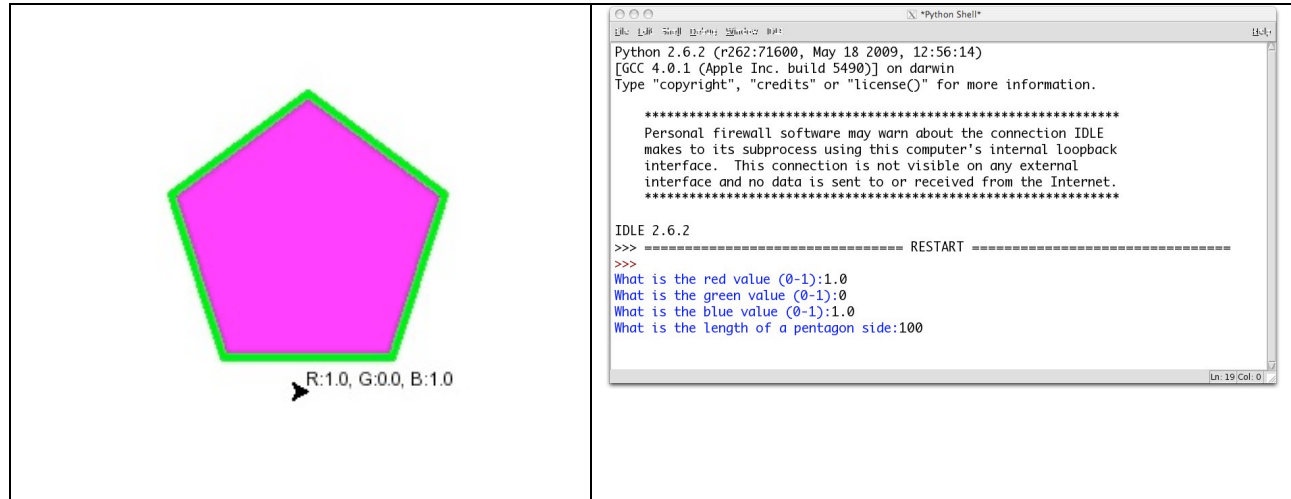 R:1.0, G:0.0, B:1.0
*Python Shell*
File Edit Shell Debug Window Help
Python 2.6.2 (r262:71600, May 18 2009, 12:56:14)
[GCC 4.0.1 (Apple Inc. build 5490)] on darwin
Type "copyright", "credits" or "license()" for more information.
****************************************************************
Personal firewall software may warn about the connection IDLE
makes to its subprocess using this computer's internal loopback
interface.  This connection is not visible on any external
interface and no data is sent to or received from the Internet.
****************************************************************
IDLE 2.6.2
>>> ================================ RESTART ================================
>>>
What is the red value (0-1):1.0
What is the green value (0-1):0
What is the blue value (0-1):1.0
What is the length of a pentagon side:100
Ln: 19 Col: 0